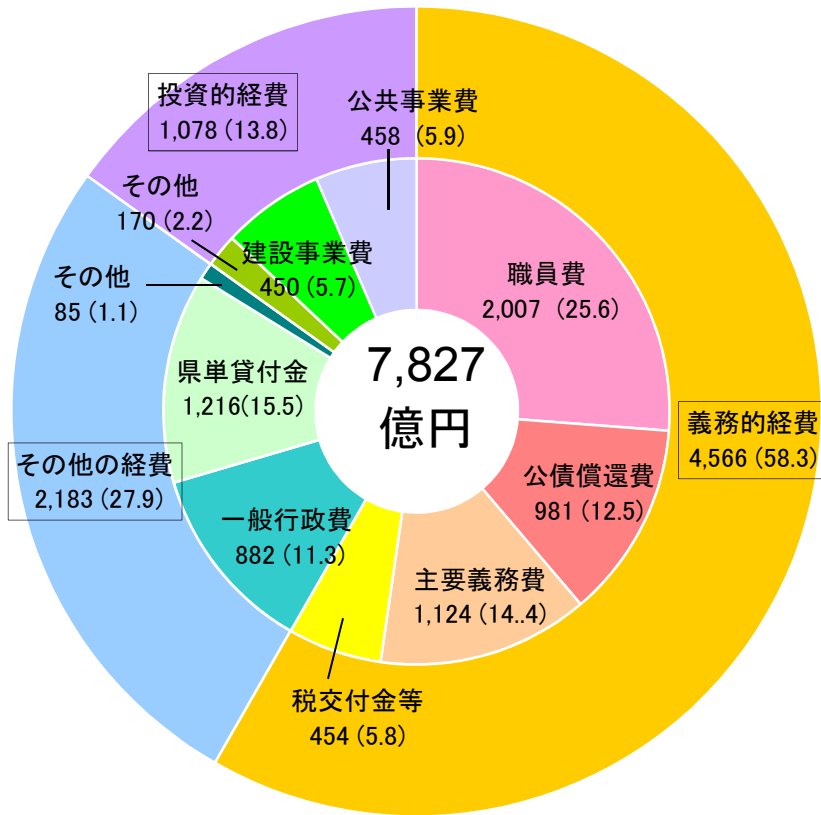 投資的経費
1,078 (13.8)
公共事業費
458 (5.9)
その他
170 (2.2)
建設事業費
450 (5.7)
その他
85 (1.1)
職員費
2,007 (25.6)
県単貸付金
1,216(15.5)
7,827
億円
義務的経費
4,566 (58.3)
その他の経費
2,183 (27.9)
公債償還費
981 (12.5)
一般行政費
882 (11.3)
主要義務費
1,124 (14..4)
税交付金等
454 (5.8)